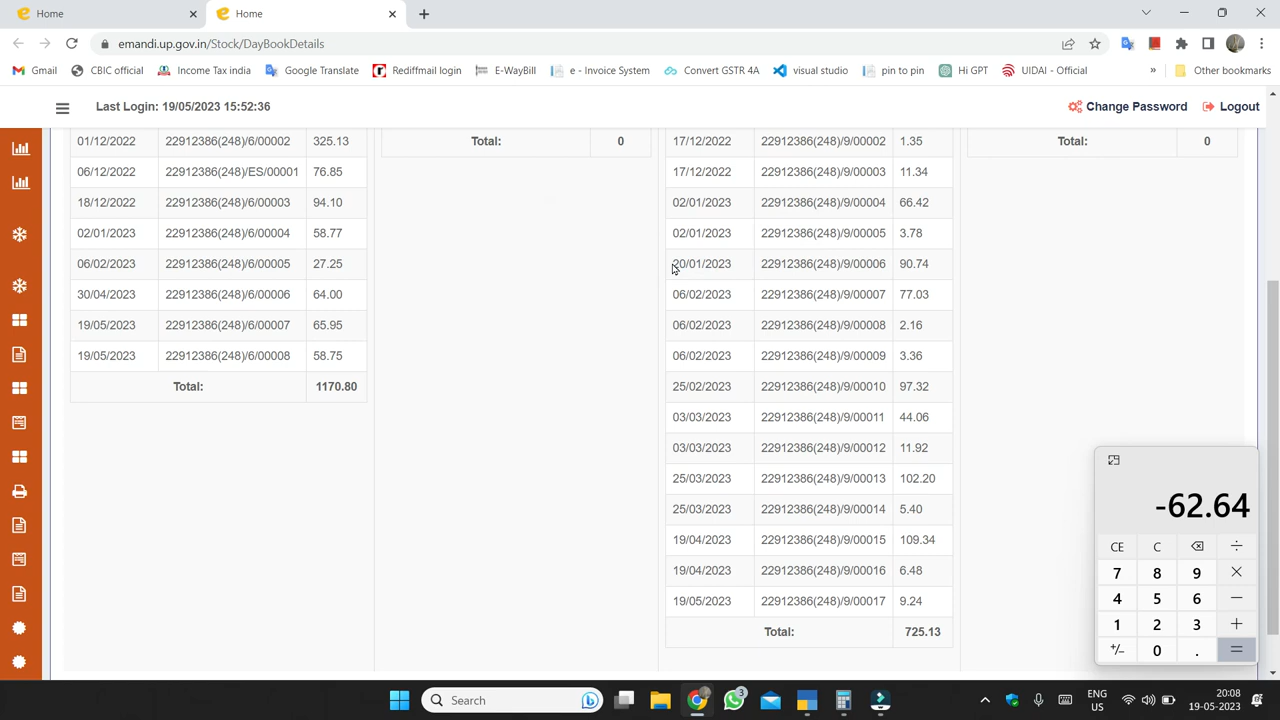 Home
Home
emandi.up.gov.in/Stock/DayBookDetails
Gmail CBIC official Income Tax india Google Translate Rediffmail login E-WayBill e - Invoice System Convert GSTR 4A visual studio pin to pin Hi GPT UIDAI - Official » Other bookmarks
Last Login: 19/05/2023 15:52:36 Change Password Logout
01/12/2022 22912386(248)/6/00002 325.13
06/12/2022 22912386(248)/ES/00001 76.85
18/12/2022 22912386(248)/6/00003 94.10
02/01/2023 22912386(248)/6/00004 58.77
06/02/2023 22912386(248)/6/00005 27.25
30/04/2023 22912386(248)/6/00006 64.00
19/05/2023 22912386(248)/6/00007 65.95
19/05/2023 22912386(248)/6/00008 58.75
Total: 1170.80
Total: 0
17/12/2022 22912386(248)/9/00002 1.35
17/12/2022 22912386(248)/9/00003 11.34
02/01/2023 22912386(248)/9/00004 66.42
02/01/2023 22912386(248)/9/00005 3.78
20/01/2023 22912386(248)/9/00006 90.74
06/02/2023 22912386(248)/9/00007 77.03
06/02/2023 22912386(248)/9/00008 2.16
06/02/2023 22912386(248)/9/00009 3.36
25/02/2023 22912386(248)/9/00010 97.32
03/03/2023 22912386(248)/9/00011 44.06
03/03/2023 22912386(248)/9/00012 11.92
25/03/2023 22912386(248)/9/00013 102.20
25/03/2023 22912386(248)/9/00014 5.40
19/04/2023 22912386(248)/9/00015 109.34
19/04/2023 22912386(248)/9/00016 6.48
19/05/2023 22912386(248)/9/00017 9.24
Total: 725.13
Total: 0
-62.64
CE C ÷
7 8 9 ×
4 5 6 −
1 2 3 +
+/- 0 . =
Search
3
ENG
US
20:08
19-05-2023